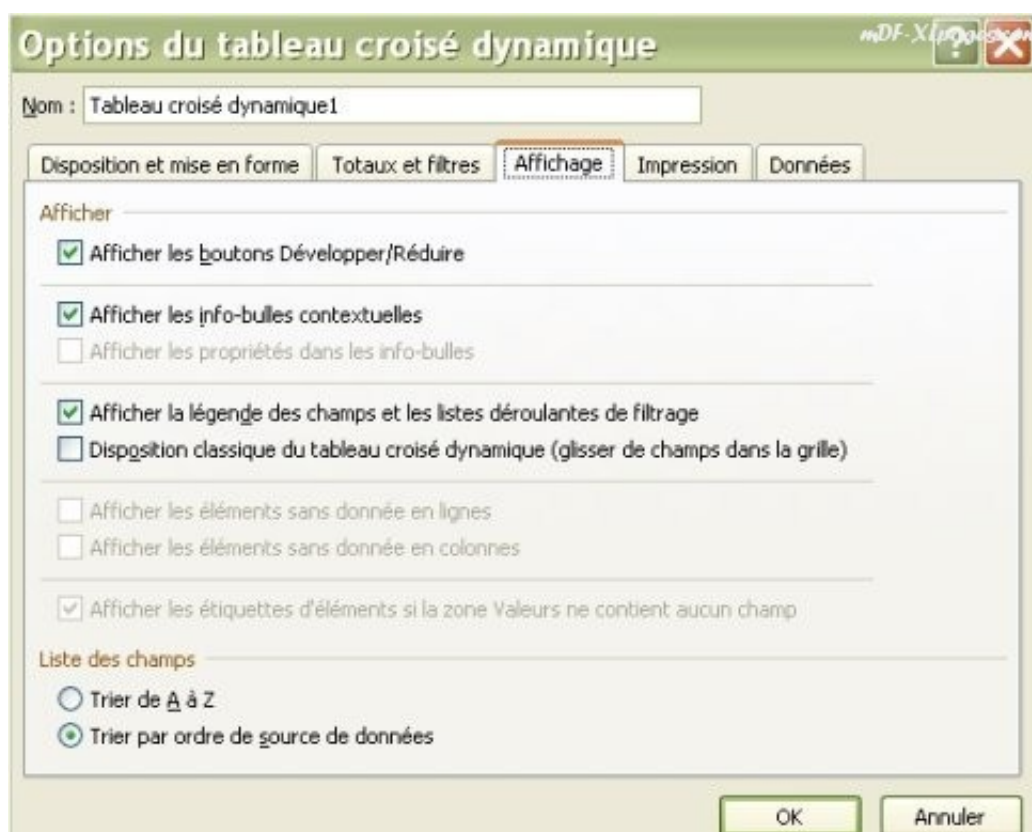 Options du tableau croisé dynamique
Nom : Tableau croisé dynamique1
Disposition et mise en forme Totaux et filtres Affichage Impression Données
Afficher
Afficher les boutons Développer/Réduire
Afficher les info-bulles contextuelles
Afficher les propriétés dans les info-bulles
Afficher la légende des champs et les listes déroulantes de filtrage
Disposition classique du tableau croisé dynamique (glisser de champs dans la grille)
Afficher les éléments sans donnée en lignes
Afficher les éléments sans donnée en colonnes
Afficher les étiquettes d'éléments si la zone Valeurs ne contient aucun champ
Liste des champs
Trier de A à Z
Trier par ordre de source de données
OK Annuler